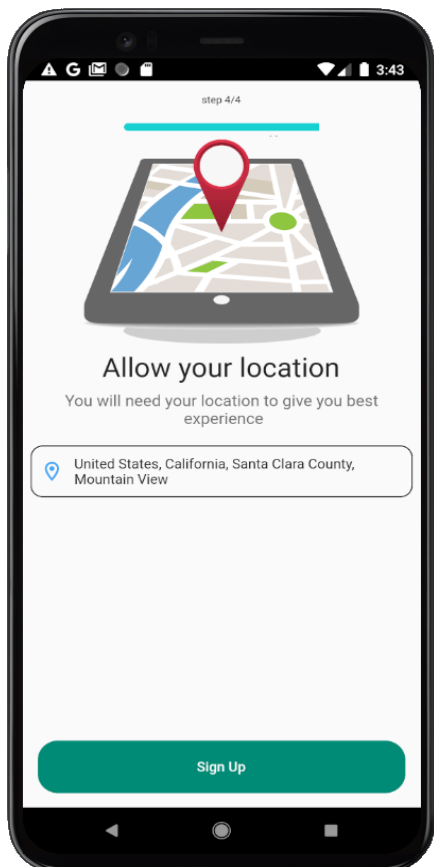 3:43
step 4/4
Allow your location
You will need your location to give you best
experience
United States, California, Santa Clara County,
Mountain View
Sign Up